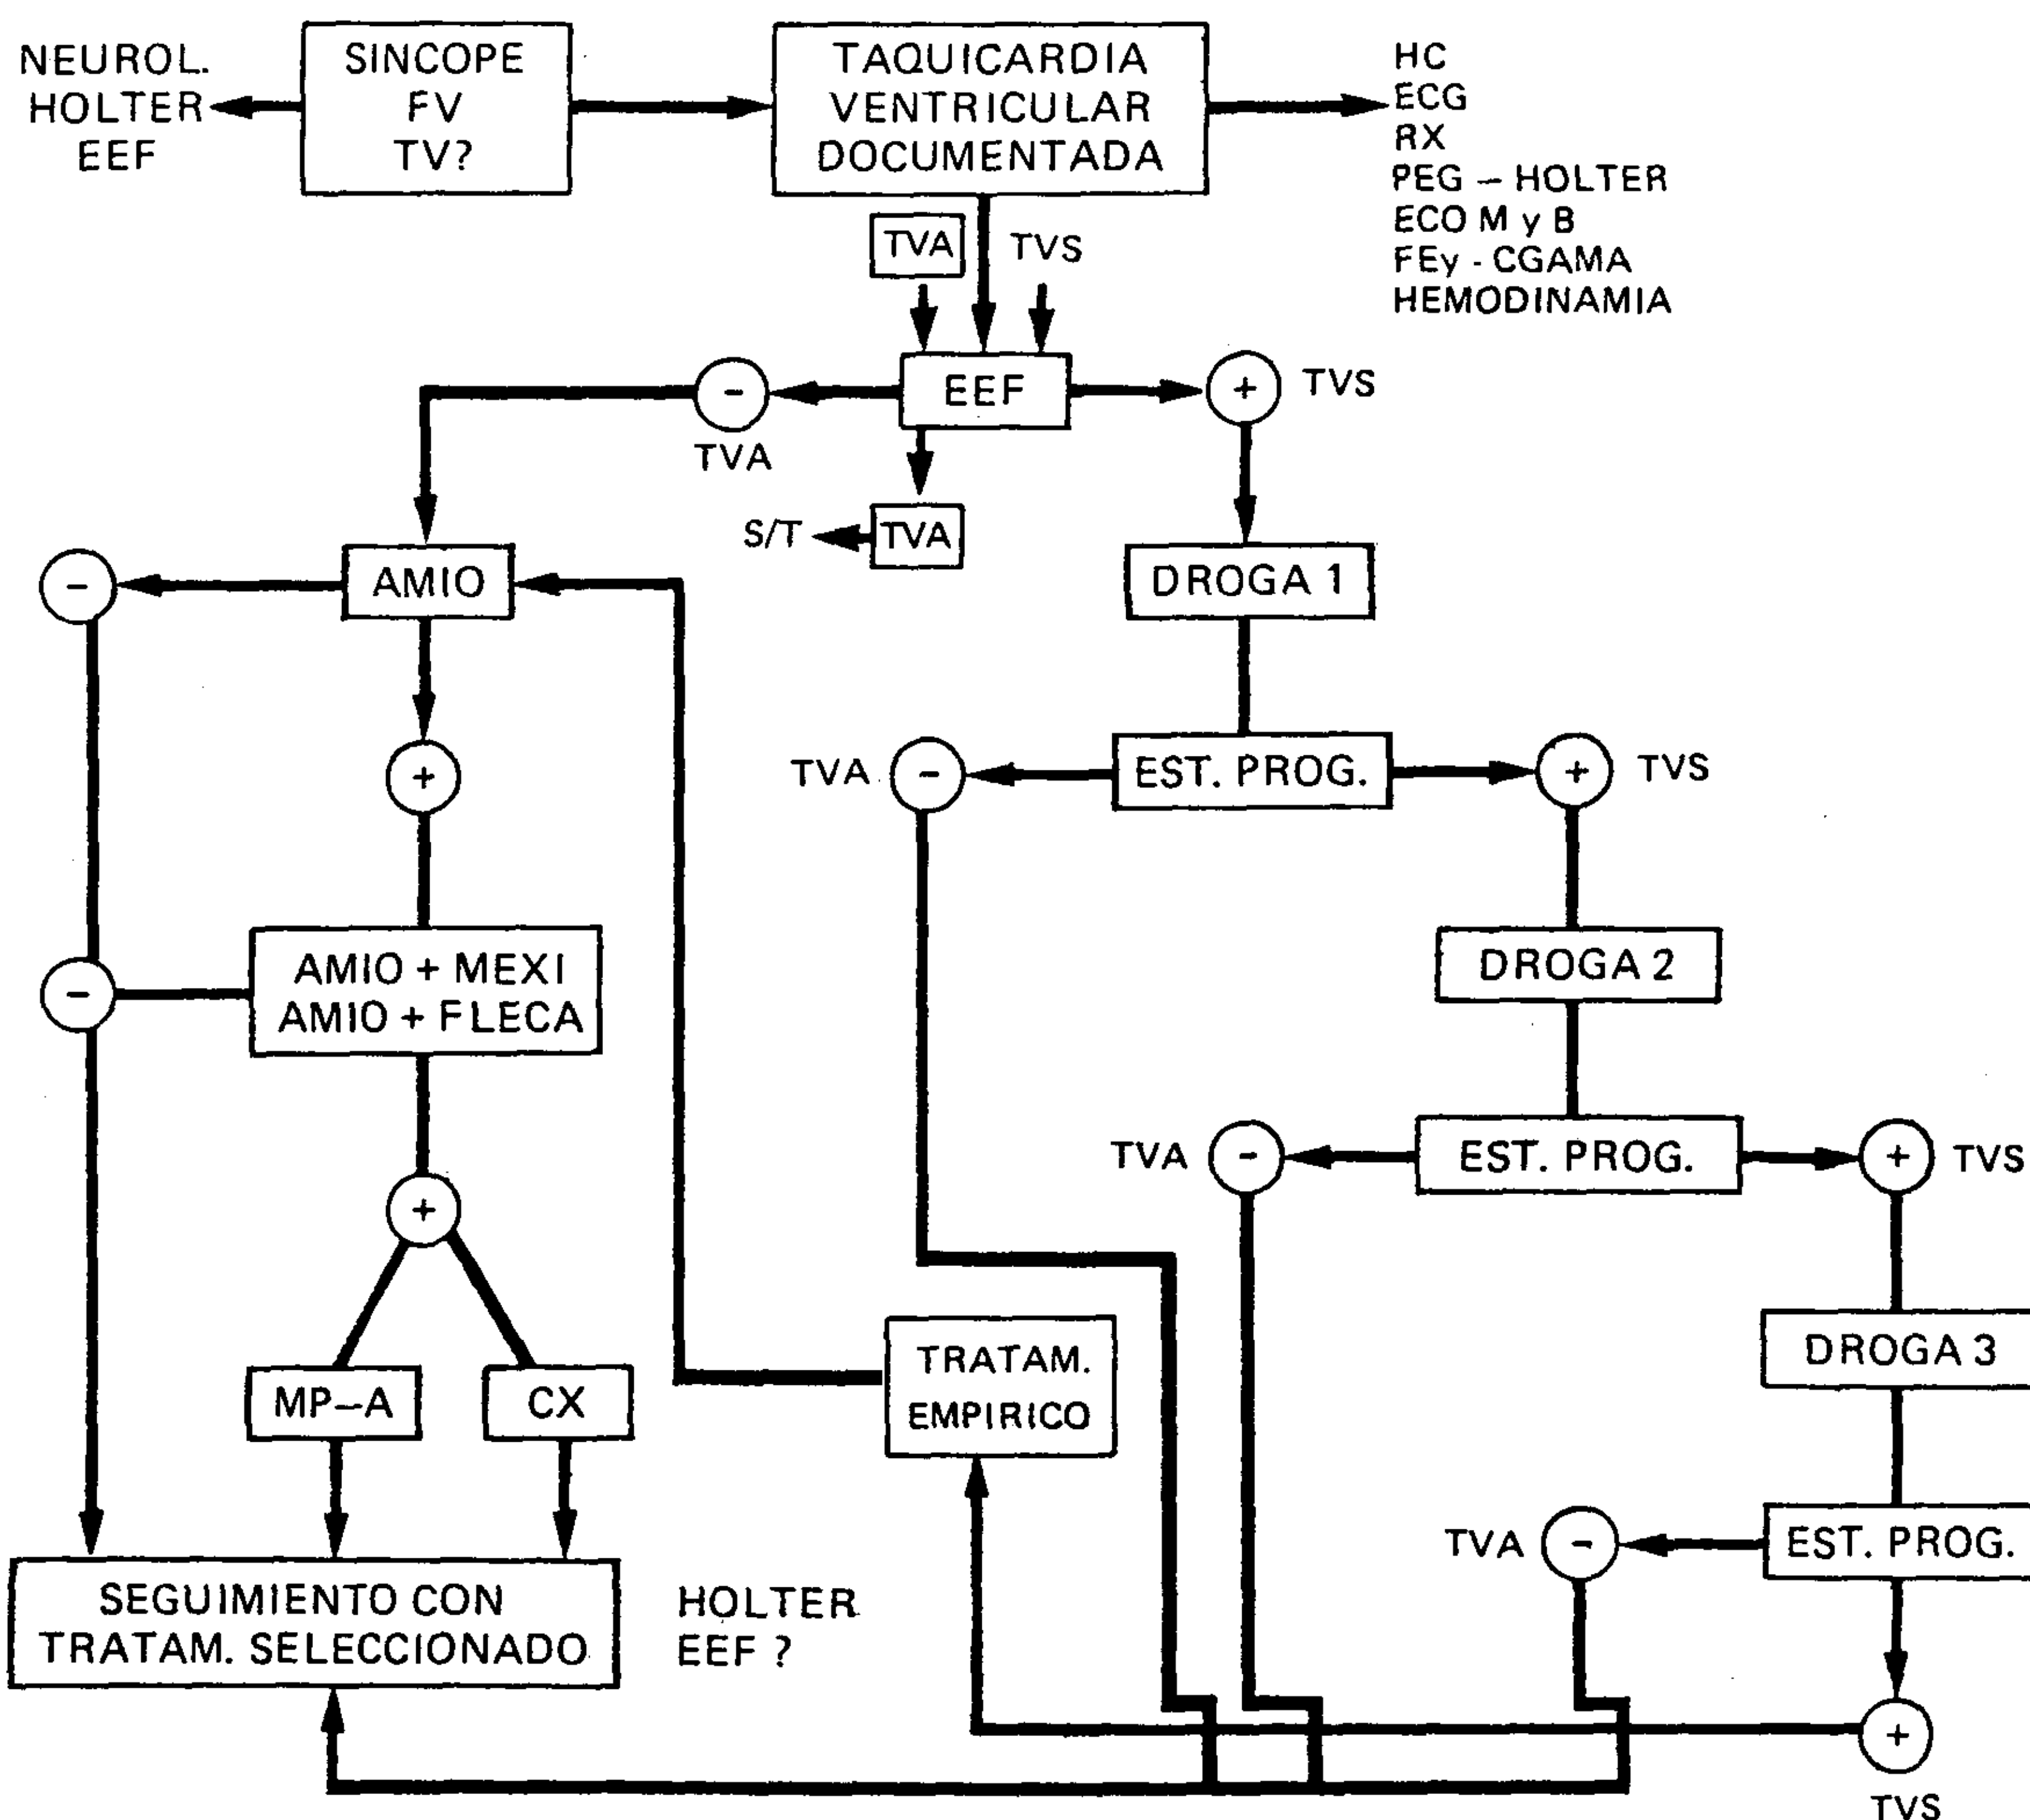 NEUROL.
HOLTER
EEF
SINCOPE
FV
TV?
TAQUICARDIA
VENTRICULAR
DOCUMENTADA
HC
ECG
RX
PEG – HOLTER
ECO M y B
FEy - CGAMA
HEMODINAMIA
TVA
TVS
-
TVA
EEF
+
TVS
S/T
TVA
-
AMIO
DROGA 1
+
TVA
-
EST. PROG.
+
TVS
-
AMIO + MEXI
AMIO + FLECA
DROGA 2
TVA
-
EST. PROG.
+
TVS
+
TRATAM.
EMPIRICO
DROGA 3
MP–A
CX
TVA
-
EST. PROG.
SEGUIMIENTO CON
TRATAM. SELECCIONADO
HOLTER
EEF ?
+
TVS